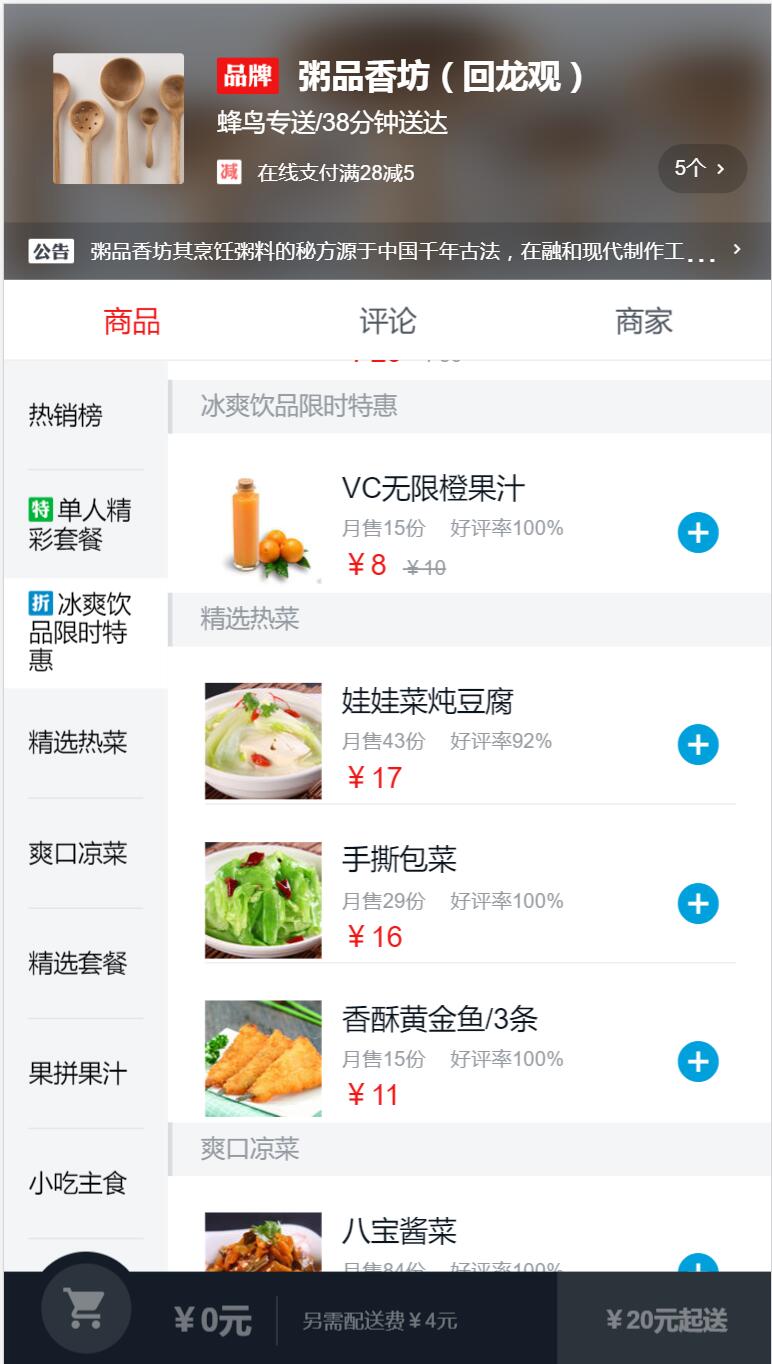 品牌 粥品香坊（回龙观）
蜂鸟专送/38分钟送达
减 在线支付满28减5
5个 ›
公告 粥品香坊其烹饪粥料的秘方源于中国千年古法，在融和现代制作工... ›
商品 评论 商家
热销榜
特 单人精
彩套餐
折 冰爽饮
品限时特
惠
精选热菜
爽口凉菜
精选套餐
果拼果汁
小吃主食
冰爽饮品限时特惠
VC无限橙果汁
月售15份 好评率100%
￥8 ￥10
精选热菜
娃娃菜炖豆腐
月售43份 好评率92%
￥17
手撕包菜
月售29份 好评率100%
￥16
香酥黄金鱼/3条
月售15份 好评率100%
￥11
爽口凉菜
八宝酱菜
月售84份 好评率100%
￥0元 另需配送费￥4元 ￥20元起送